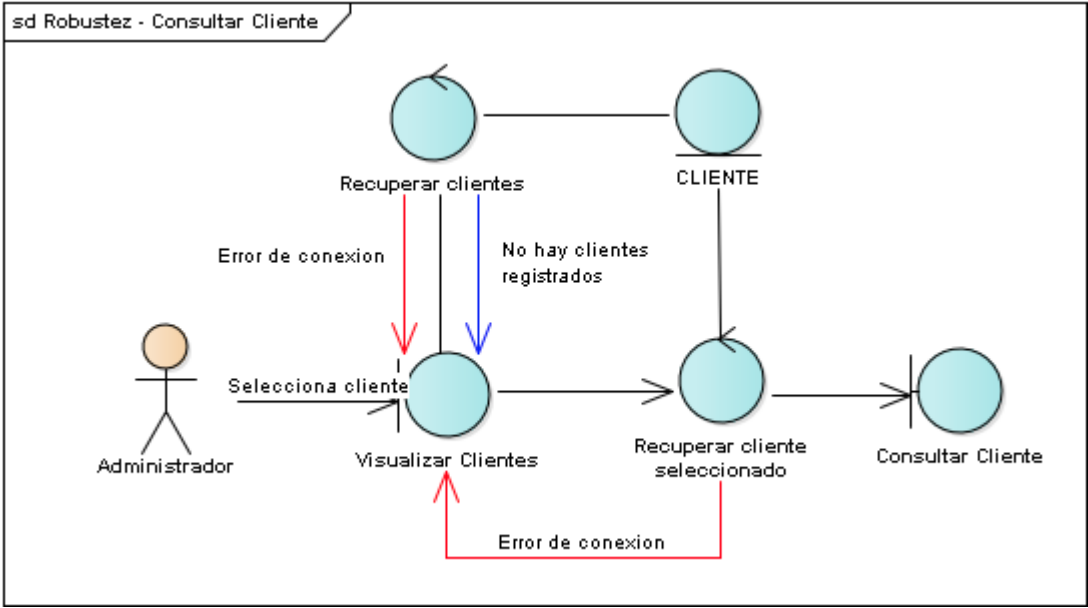 sd Robustez - Consultar Cliente
Recuperar clientes
CLIENTE
Error de conexion
No hay clientes
registrados
Selecciona cliente
Administrador
Visualizar Clientes
Recuperar cliente
seleccionado
Consultar Cliente
Error de conexion